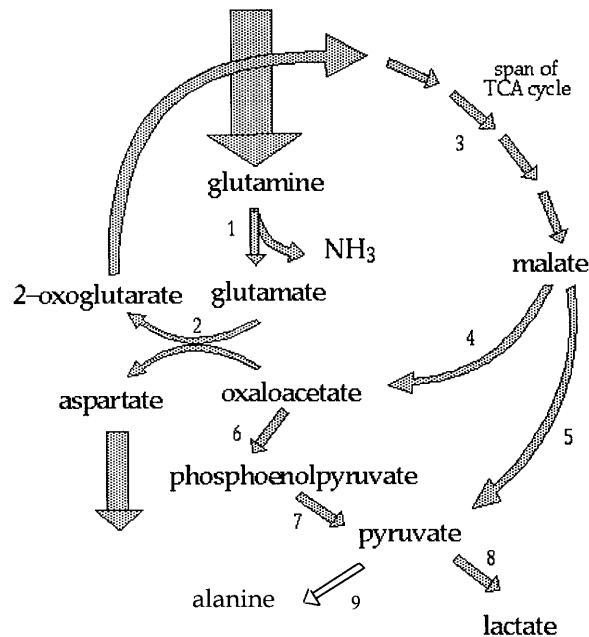 span of
TCA cycle
3
glutamine
1
NH₃
malate
2–oxoglutarate
glutamate
2
4
aspartate
oxaloacetate
5
6
phosphoenolpyruvate
7
pyruvate
8
alanine
9
lactate